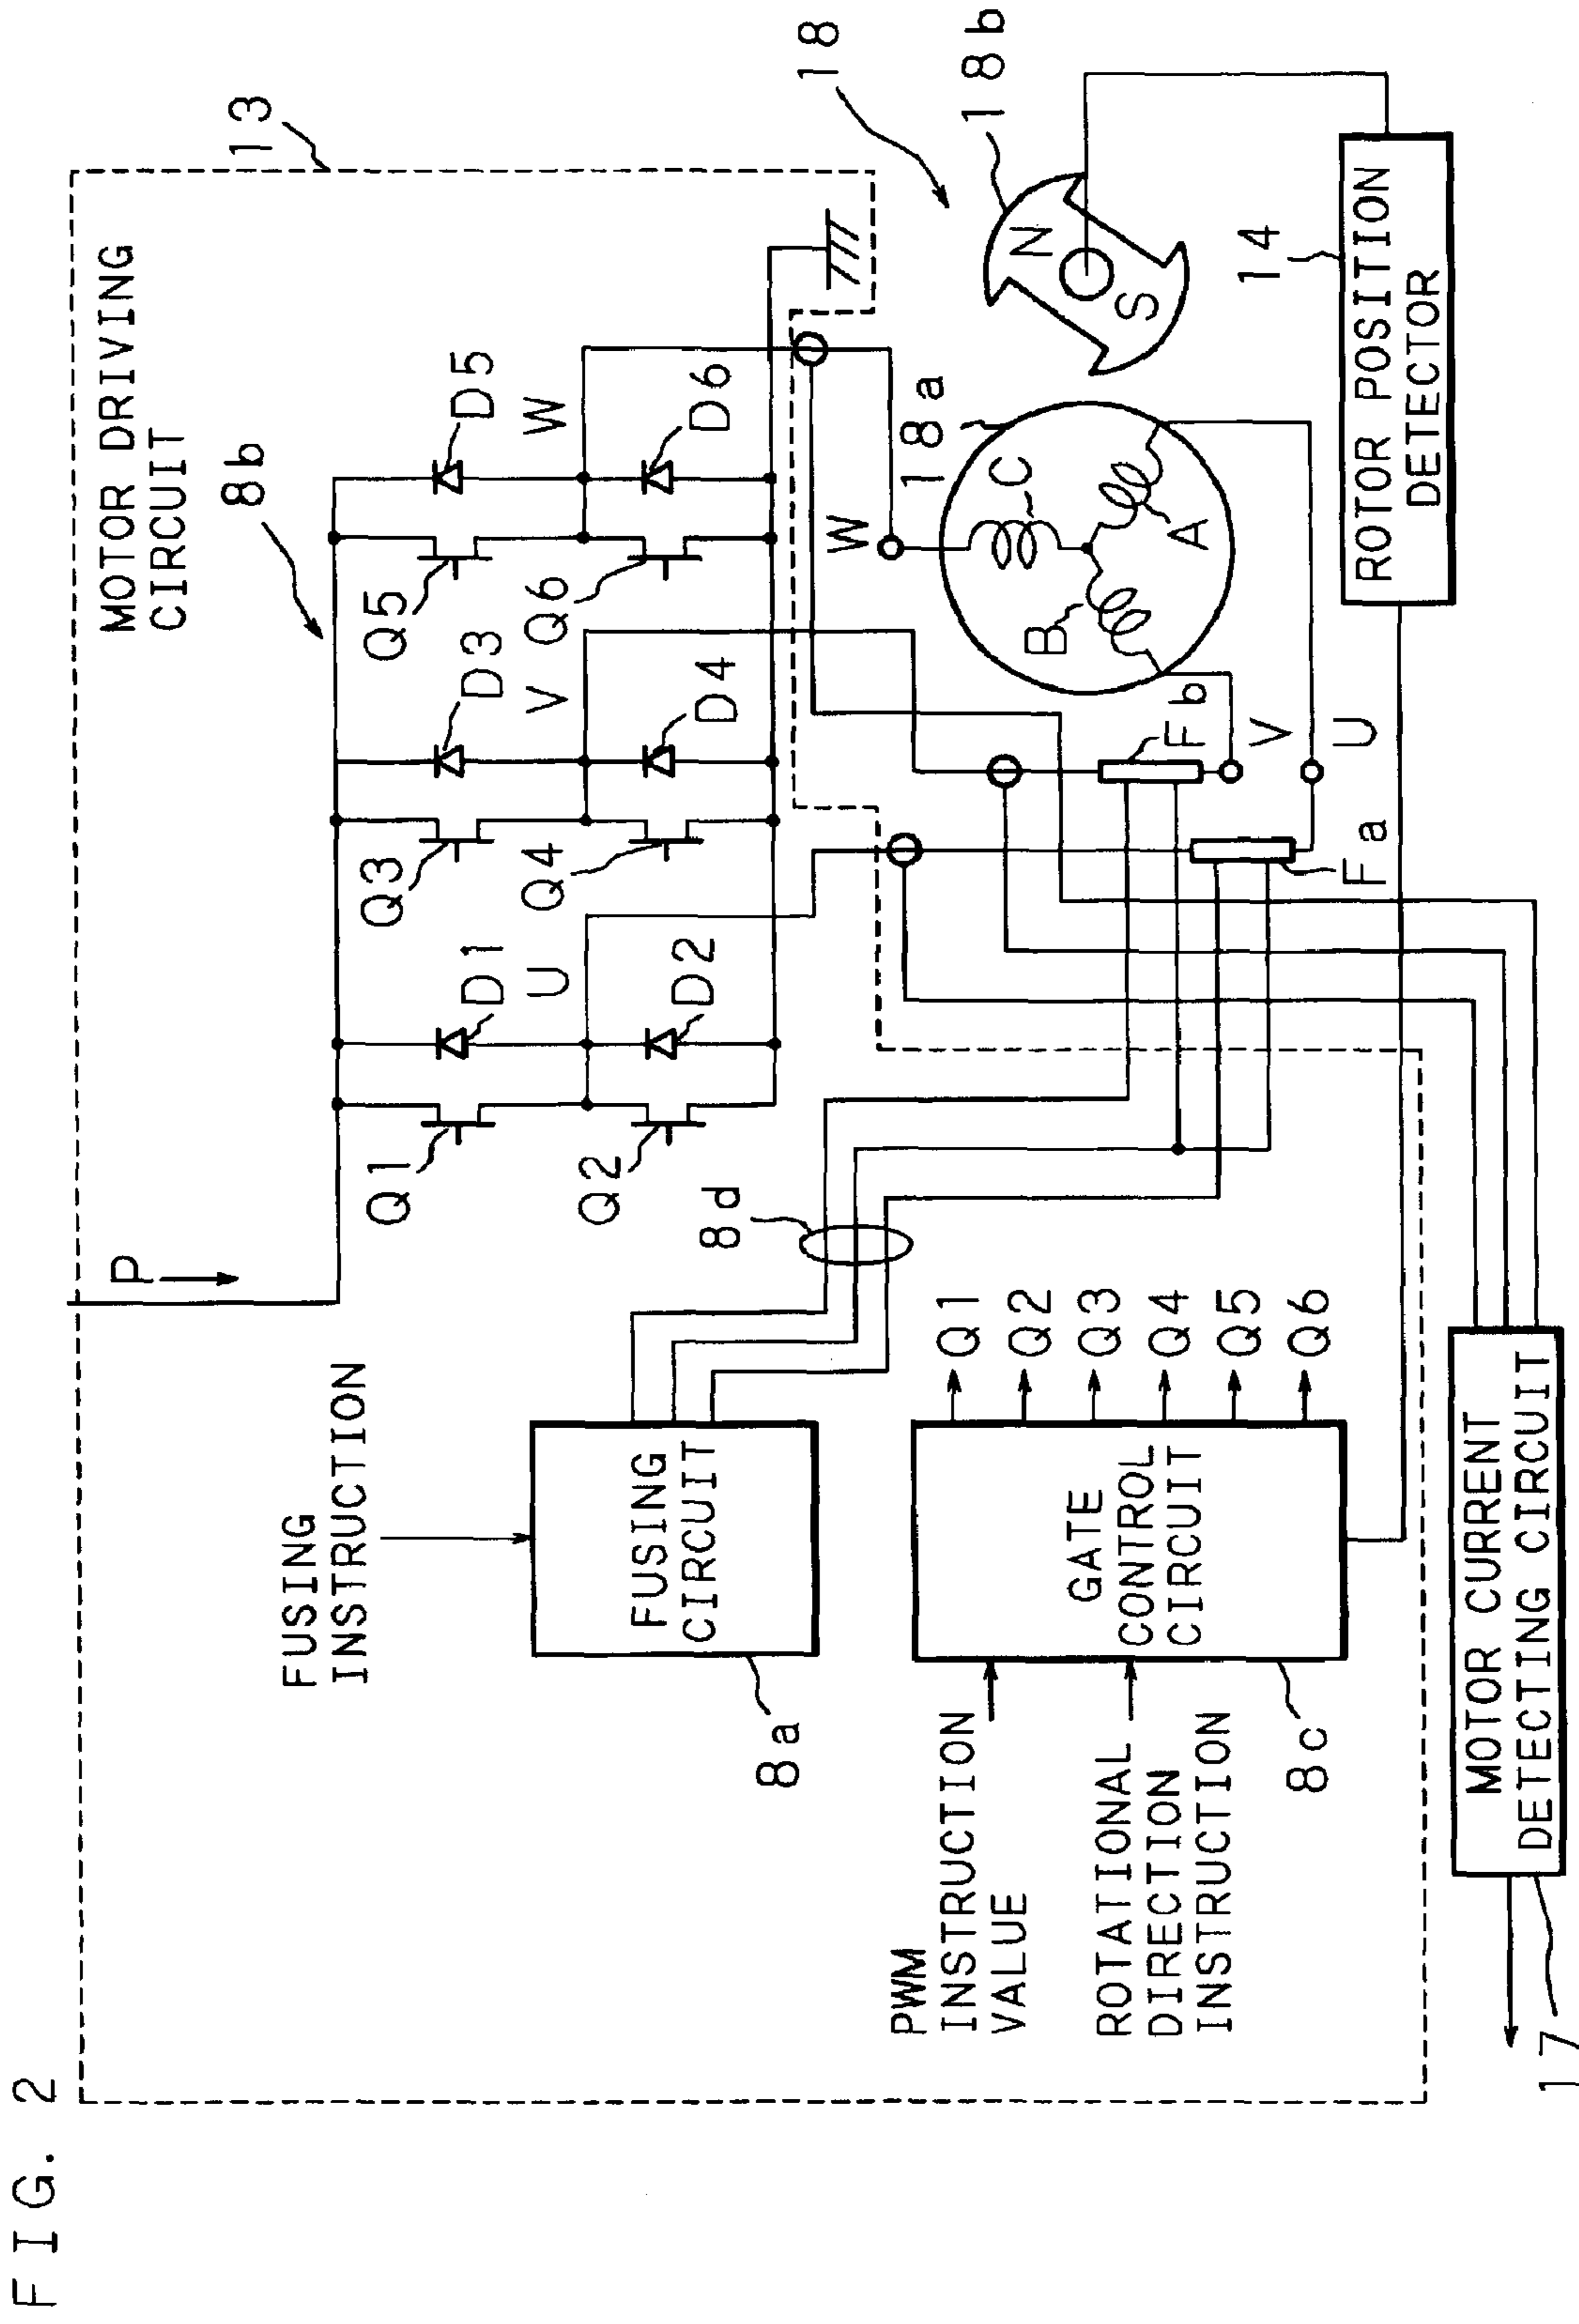 FIG. 2
MOTOR DRIVING
CIRCUIT
13
P
8b
FUSING
INSTRUCTION
Q1
D1
Q3
D3
Q5
D5
U
V
W
Q2
D2
Q4
D4
Q6
D6
FUSING
CIRCUIT
8a
8d
18
W
18a
C
B
A
18b
N
S
PWM
INSTRUCTION
VALUE
ROTATIONAL
DIRECTION
INSTRUCTION
GATE
CONTROL
CIRCUIT
8c
Q1
Q2
Q3
Q4
Q5
Q6
Fb
V
U
Fa
14
ROTOR POSITION
DETECTOR
MOTOR CURRENT
DETECTING CIRCUIT
17